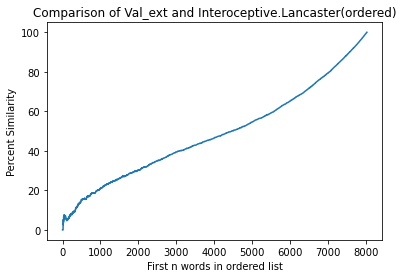 Comparison of Val_ext and Interoceptive.Lancaster(ordered)
Percent Similarity
100
80
60
40
20
0
0 1000 2000 3000 4000 5000 6000 7000 8000
First n words in ordered list